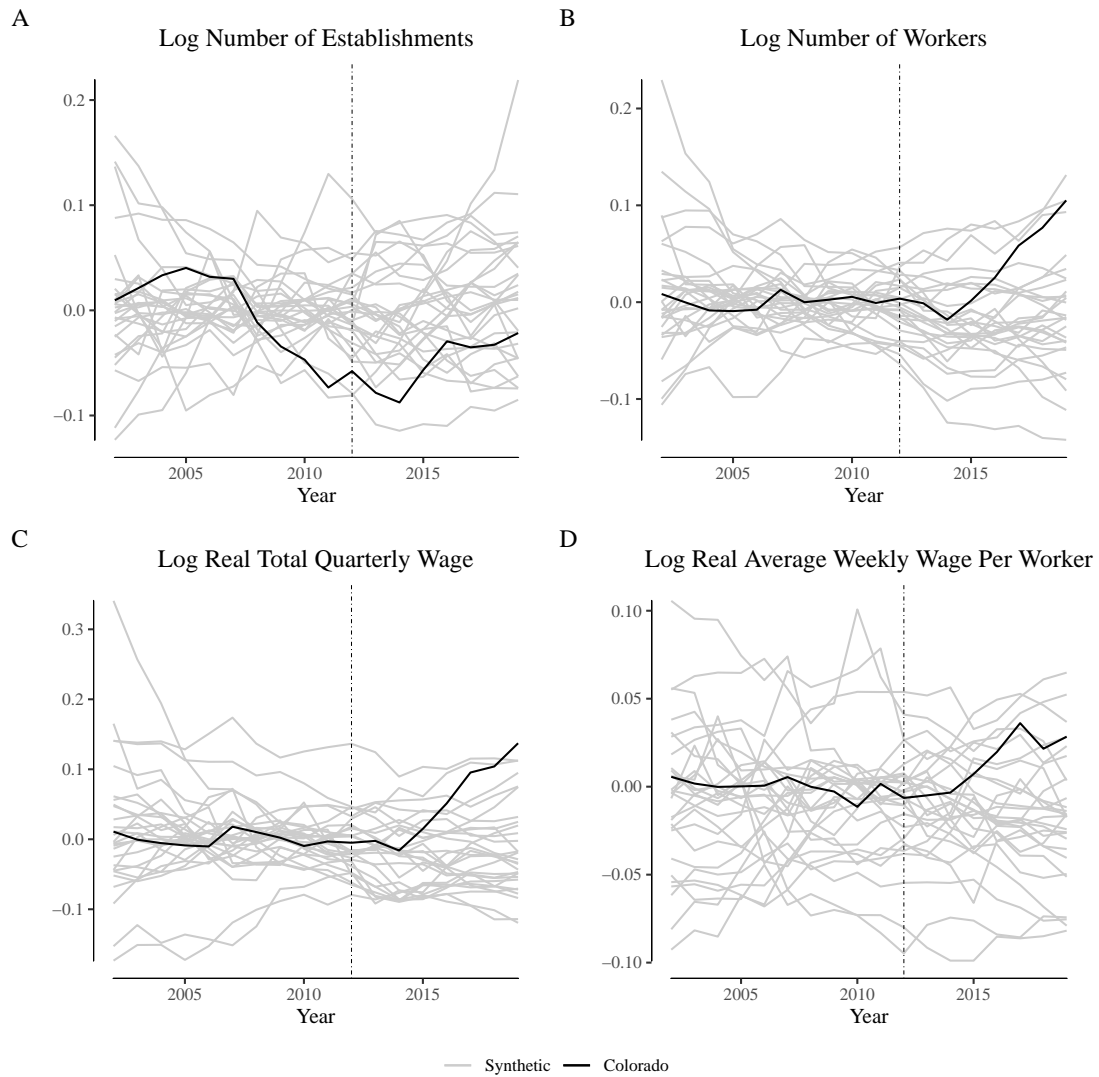 A
Log Number of Establishments
0.2
0.1
0.0
−0.1
2005 2010 2015
Year
B
Log Number of Workers
0.2
0.1
0.0
−0.1
2005 2010 2015
Year
C
Log Real Total Quarterly Wage
0.3
0.2
0.1
0.0
−0.1
2005 2010 2015
Year
D
Log Real Average Weekly Wage Per Worker
0.10
0.05
0.00
−0.05
−0.10
2005 2010 2015
Year
Synthetic Colorado